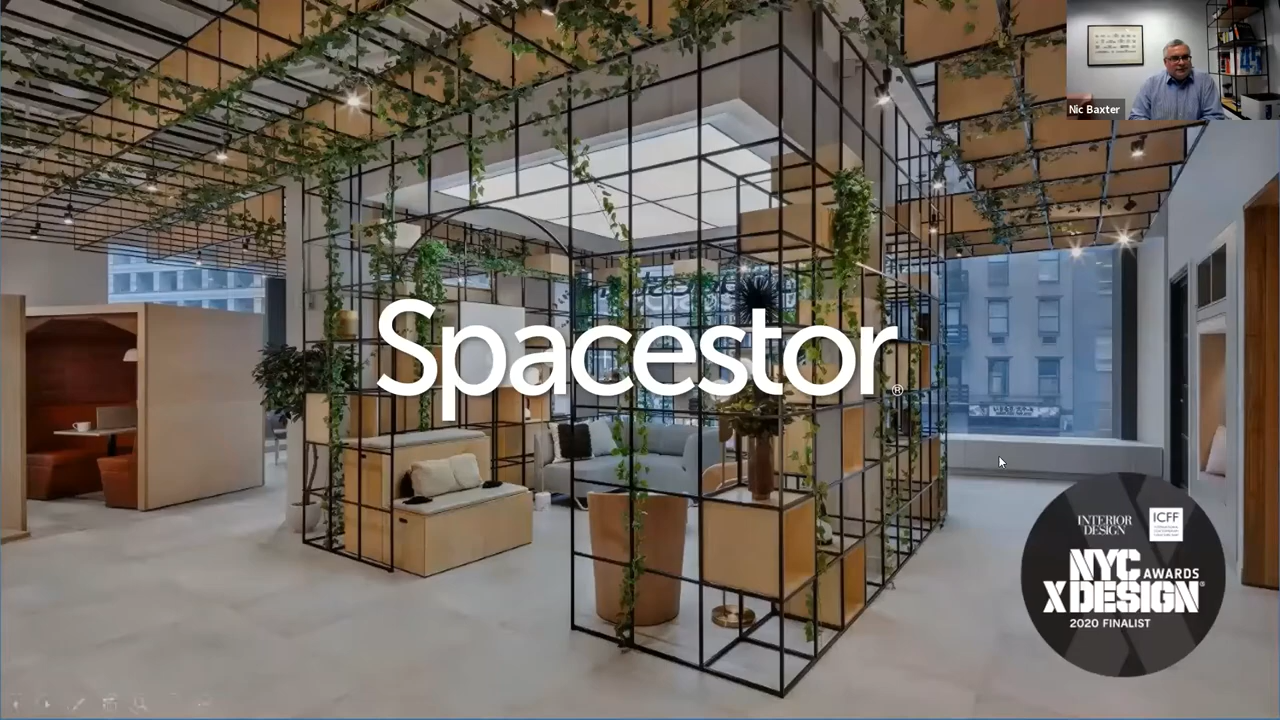 Nic Baxter
Spacestor®
INTERIOR
DESIGN
ICFF
NYC
AWARDS
X DESIGN®
2020 FINALIST